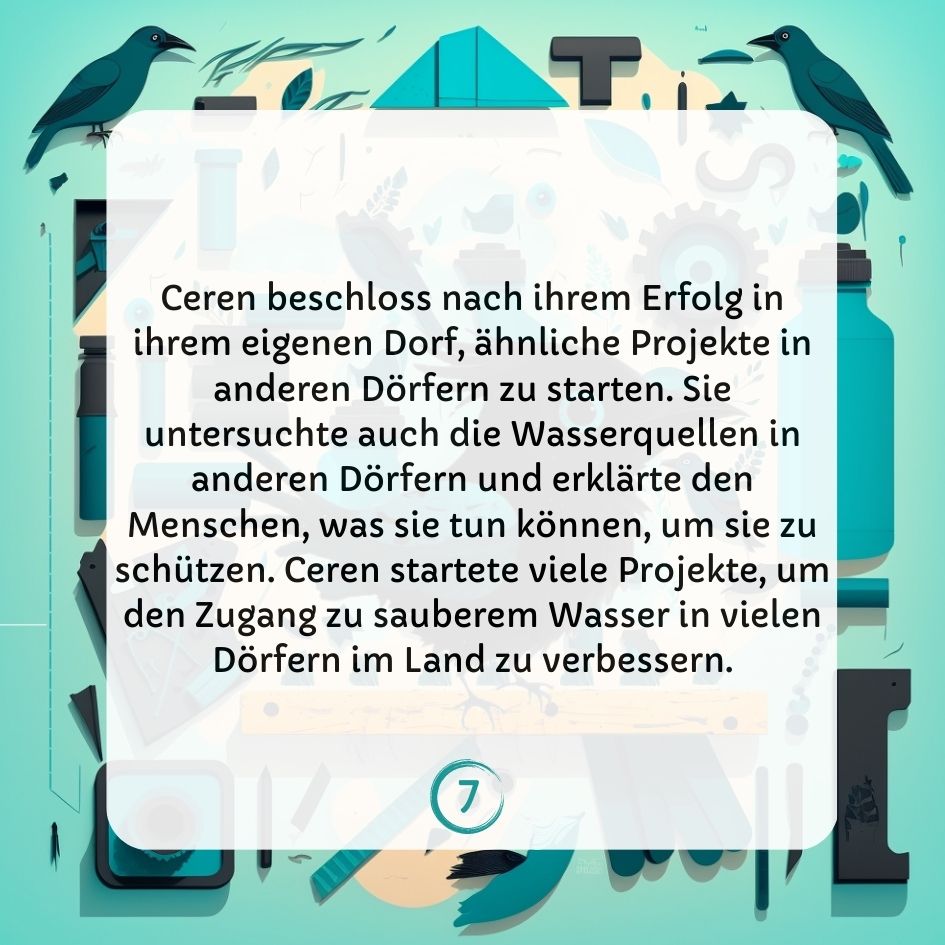 Ceren beschloss nach ihrem Erfolg in
ihrem eigenen Dorf, ähnliche Projekte in
anderen Dörfern zu starten. Sie
untersuchte auch die Wasserquellen in
anderen Dörfern und erklärte den
Menschen, was sie tun können, um sie zu
schützen. Ceren startete viele Projekte, um
den Zugang zu sauberem Wasser in vielen
Dörfern im Land zu verbessern.
7